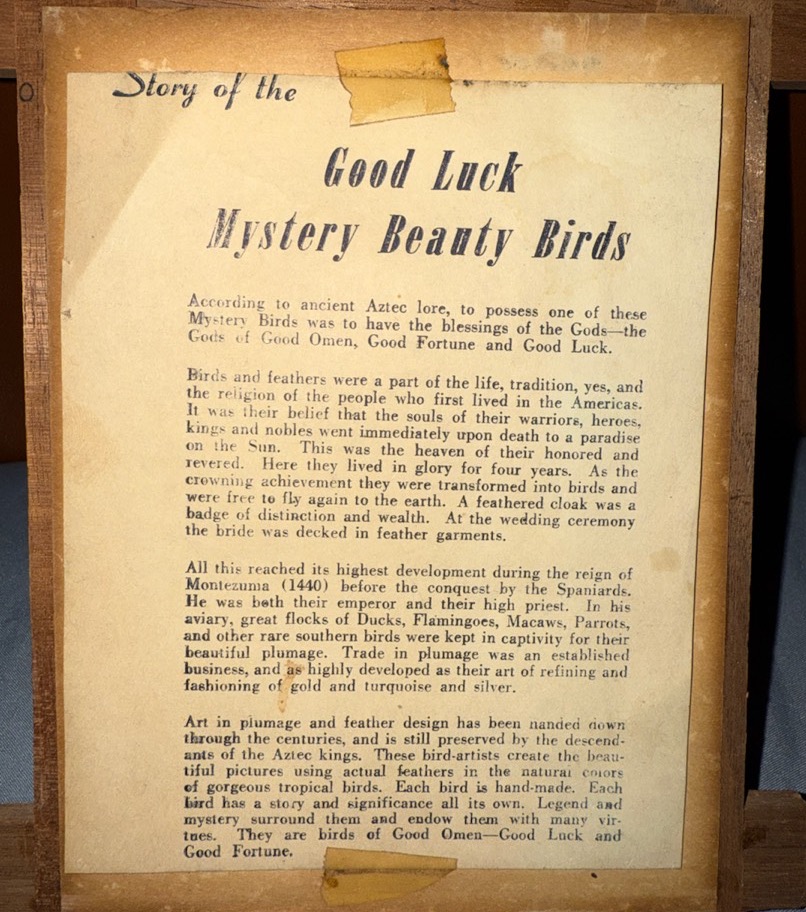 Story of the
Good Luck
Mystery Beauty Birds
According to ancient Aztec lore, to possess one of these
Mystery Birds was to have the blessings of the Gods—the
Gods of Good Omen, Good Fortune and Good Luck.
Birds and feathers were a part of the life, tradition, yes, and
the religion of the people who first lived in the Americas.
It was their belief that the souls of their warriors, heroes,
kings and nobles went immediately upon death to a paradise
on the Sun. This was the heaven of their honored and
revered. Here they lived in glory for four years. As the
crowning achievement they were transformed into birds and
were free to fly again to the earth. A feathered cloak was a
badge of distinction and wealth. At the wedding ceremony
the bride was decked in feather garments.
All this reached its highest development during the reign of
Montezuma (1440) before the conquest by the Spaniards.
He was both their emperor and their high priest. In his
aviary, great flocks of Ducks, Flamingoes, Macaws, Parrots,
and other rare southern birds were kept in captivity for their
beautiful plumage. Trade in plumage was an established
business, and as highly developed as their art of refining and
fashioning of gold and turquoise and silver.
Art in plumage and feather design has been handed down
through the centuries, and is still preserved by the descend-
ants of the Aztec kings. These bird-artists create the beau-
tiful pictures using actual feathers in the natural colors
of gorgeous tropical birds. Each bird is hand-made. Each
bird has a story and significance all its own. Legend and
mystery surround them and endow them with many vir-
tues. They are birds of Good Omen—Good Luck and
Good Fortune.